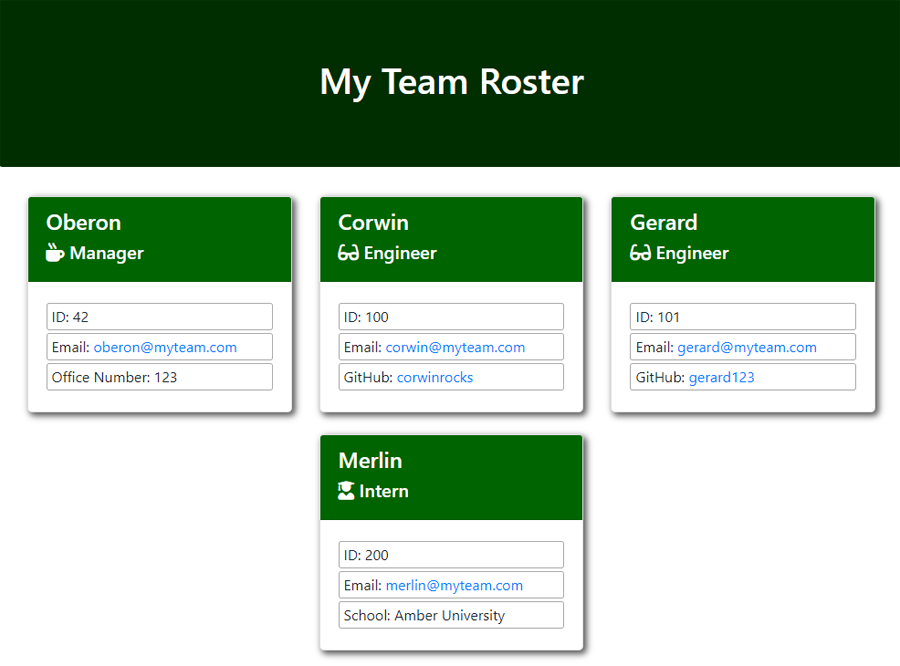 My Team Roster
Oberon
Manager
ID: 42
Email: oberon@myteam.com
Office Number: 123
Corwin
Engineer
ID: 100
Email: corwin@myteam.com
GitHub: corwinrocks
Gerard
Engineer
ID: 101
Email: gerard@myteam.com
GitHub: gerard123
Merlin
Intern
ID: 200
Email: merlin@myteam.com
School: Amber University